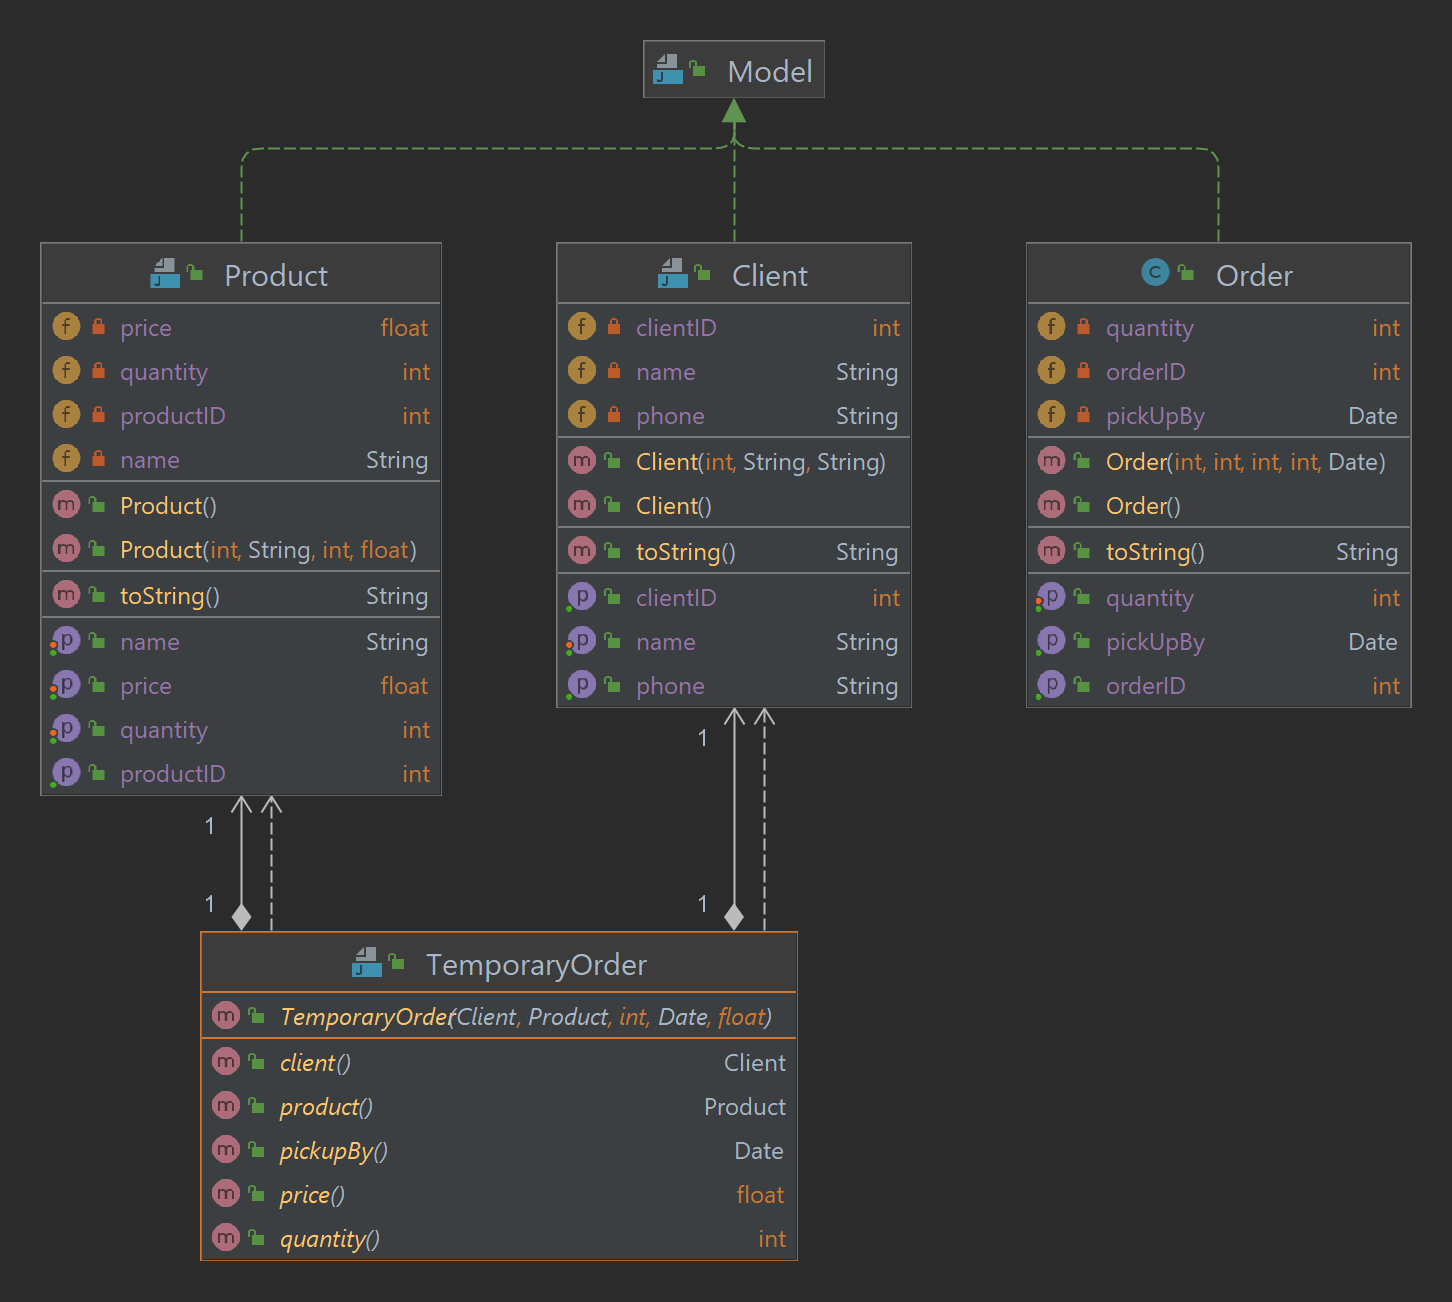 Model
Product
price float
quantity int
productID int
name String
Product()
Product(int, String, int, float)
toString() String
name String
price float
quantity int
productID int
Client
clientID int
name String
phone String
Client(int, String, String)
Client()
toString() String
clientID int
name String
phone String
Order
quantity int
orderID int
pickUpBy Date
Order(int, int, int, int, Date)
Order()
toString() String
quantity int
pickUpBy Date
orderID int
1
1
1
1
TemporaryOrder
TemporaryOrder(Client, Product, int, Date, float)
client() Client
product() Product
pickupBy() Date
price() float
quantity() int